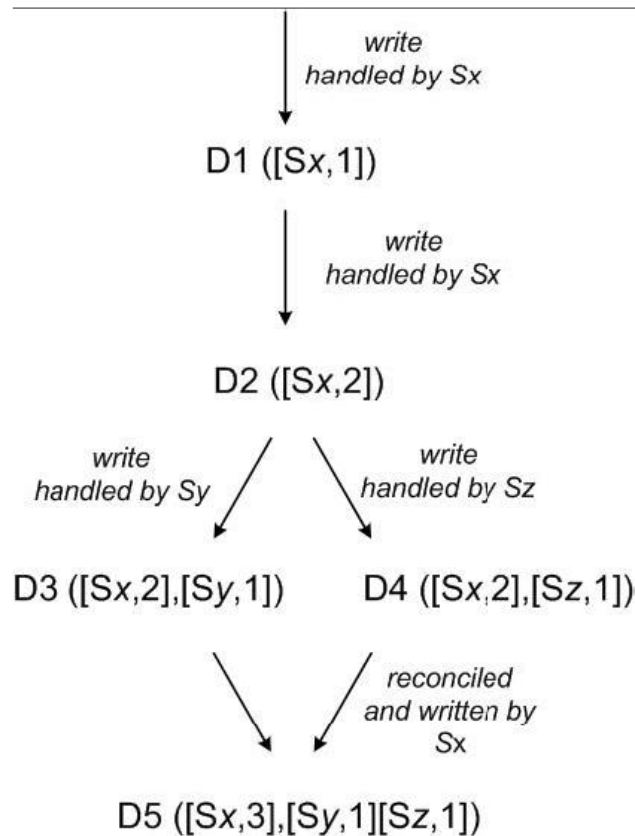 write
handled by Sx
D1 ([Sx,1])
write
handled by Sx
D2 ([Sx,2])
write
handled by Sy
write
handled by Sz
D3 ([Sx,2],[Sy,1])
D4 ([Sx,2],[Sz,1])
reconciled
and written by
Sx
D5 ([Sx,3],[Sy,1][Sz,1])